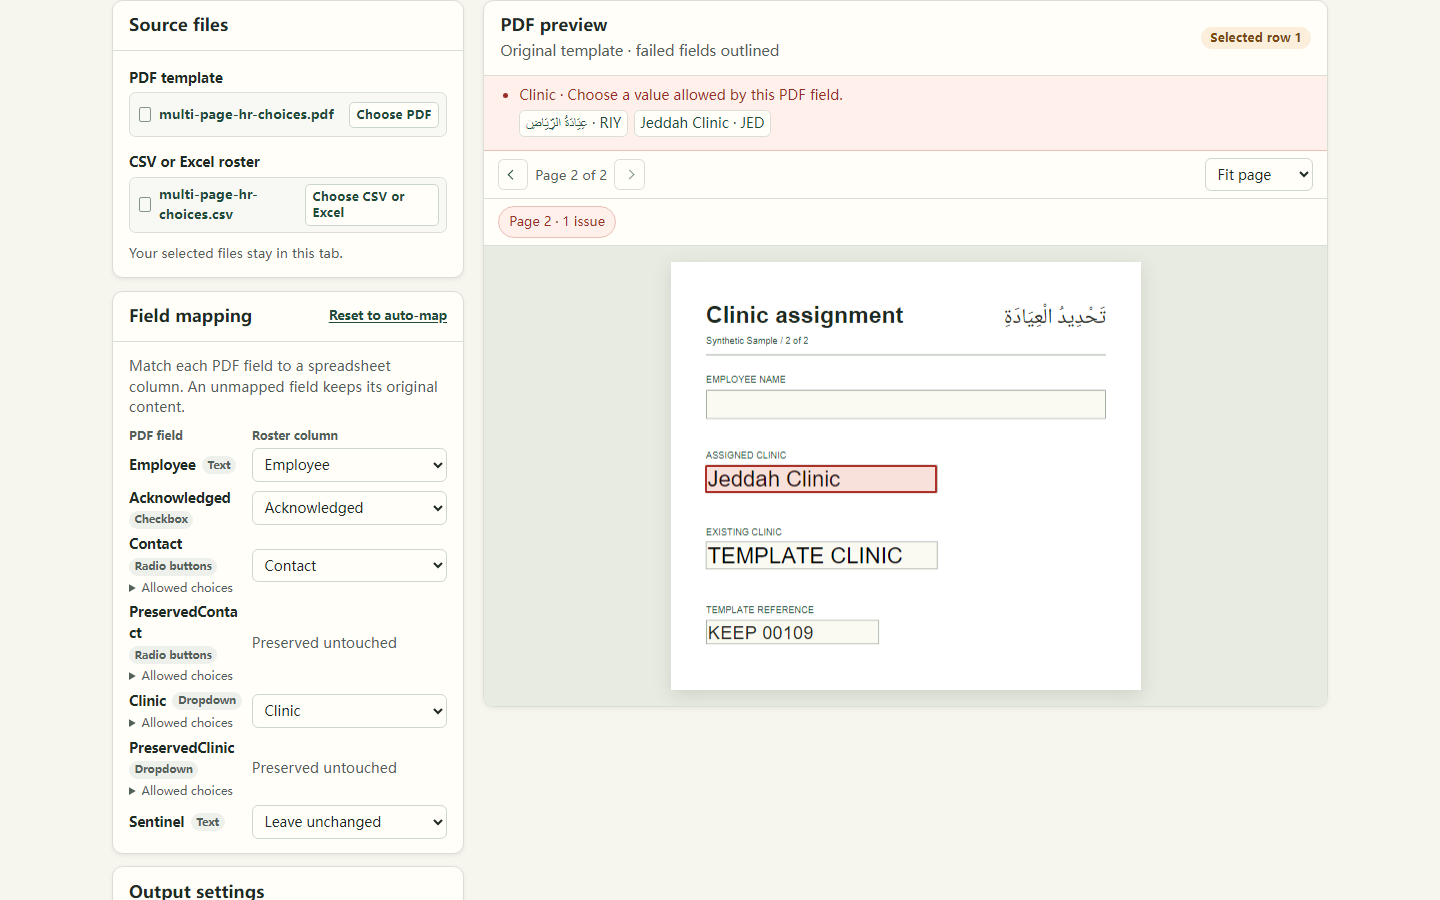 Source files
PDF template
multi-page-hr-choices.pdf
Choose PDF
CSV or Excel roster
multi-page-hr-
choices.csv
Choose CSV or
Excel
Your selected files stay in this tab.
Field mapping
Reset to auto-map
Match each PDF field to a spreadsheet
column. An unmapped field keeps its original
content.
PDF field Roster column
Employee Text Employee
Acknowledged
Checkbox
Acknowledged
Contact
Radio buttons
Contact
Allowed choices
PreservedConta
ct
Radio buttons
Preserved untouched
Allowed choices
Clinic Dropdown
Clinic
Allowed choices
PreservedClinic
Dropdown
Preserved untouched
Allowed choices
Sentinel Text Leave unchanged
Output settings
PDF preview
Original template · failed fields outlined
Selected row 1
• Clinic · Choose a value allowed by this PDF field.
عِيَادَةُ الرِّيَاضِ · RIY
Jeddah Clinic · JED
Page 2 of 2
Fit page
Page 2 · 1 issue
Clinic assignment
تَحْدِيدُ الْعِيَادَةِ
Synthetic Sample / 2 of 2
EMPLOYEE NAME
ASSIGNED CLINIC
Jeddah Clinic
EXISTING CLINIC
TEMPLATE CLINIC
TEMPLATE REFERENCE
KEEP 00109